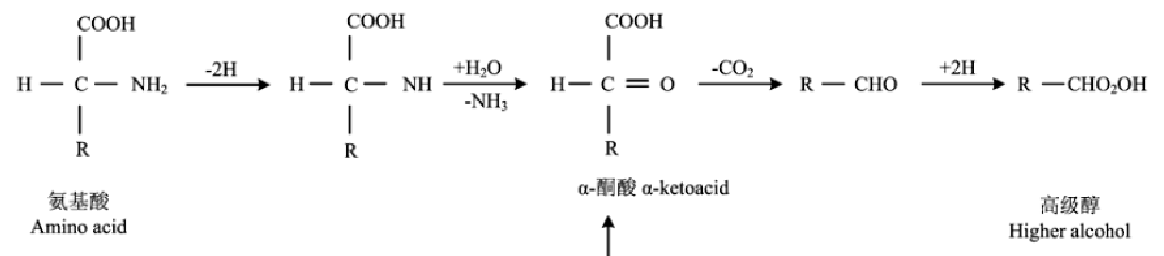 COOH
COOH
COOH
H — C — NH₂
-2H
H — C — NH
+H₂O
-NH₃
H — C = O
-CO₂
R — CHO
+2H
R — CHO₂OH
R
R
R
氨基酸
Amino acid
α-酮酸 α-ketoacid
高级醇
Higher alcohol